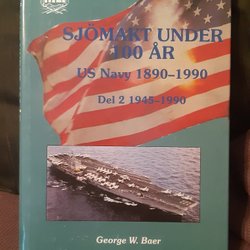 SJÖMAKT UNDER
100 ÅR
US Navy 1890–1990
Del 2 1945–1990
George W. Baer